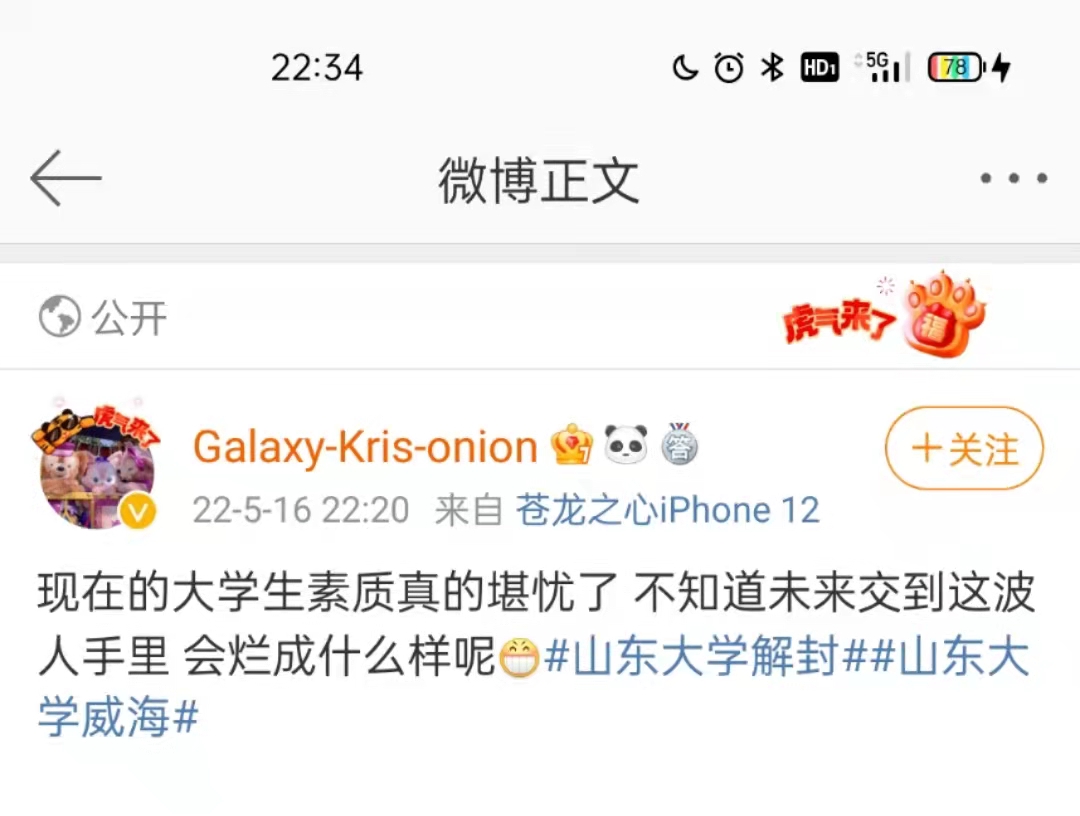 22:34
HD1 5G 78
微博正文
公开
虎气来了 福
虎气来了
Galaxy-Kris-onion 7 答
+关注
22-5-16 22:20 来自 苍龙之心iPhone 12
现在的大学生素质真的堪忧了 不知道未来交到这波
人手里 会烂成什么样呢#山东大学解封##山东大
学威海#